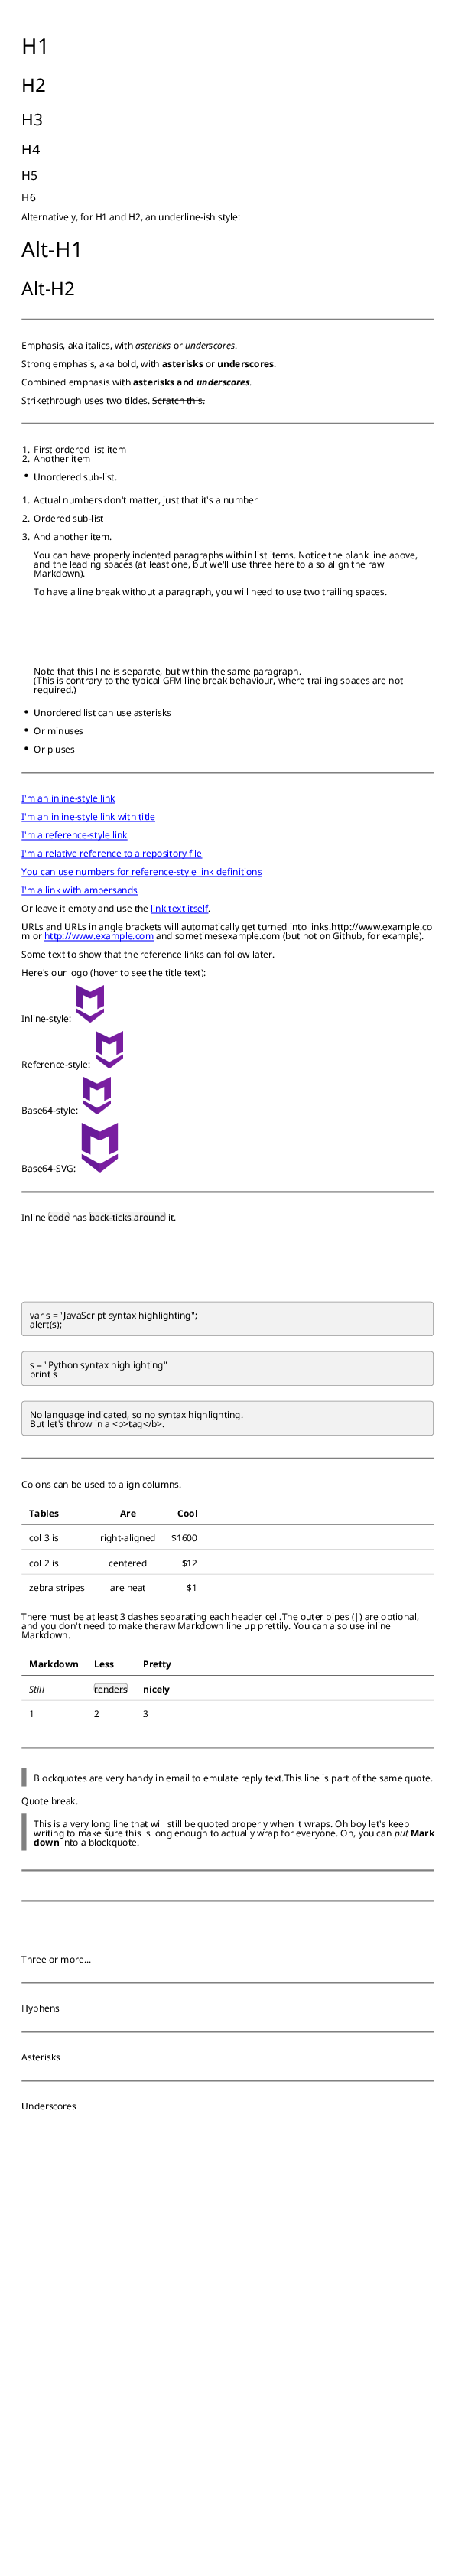 H1
H2
H3
H4
H5
H6
Alternatively, for H1 and H2, an underline-ish style:
Alt-H1
Alt-H2
Emphasis, aka italics, with asterisks or underscores.
Strong emphasis, aka bold, with asterisks or underscores.
Combined emphasis with asterisks and underscores.
Strikethrough uses two tildes. Scratch this.
1. First ordered list item
2. Another item
• Unordered sub-list.
1. Actual numbers don't matter, just that it's a number
2. Ordered sub-list
3. And another item.
You can have properly indented paragraphs within list items. Notice the blank line above,
and the leading spaces (at least one, but we'll use three here to also align the raw
Markdown).
To have a line break without a paragraph, you will need to use two trailing spaces.
Note that this line is separate, but within the same paragraph.
(This is contrary to the typical GFM line break behaviour, where trailing spaces are not
required.)
• Unordered list can use asterisks
• Or minuses
• Or pluses
I'm an inline-style link
I'm an inline-style link with title
I'm a reference-style link
I'm a relative reference to a repository file
You can use numbers for reference-style link definitions
I'm a link with ampersands
Or leave it empty and use the link text itself.
URLs and URLs in angle brackets will automatically get turned into links.http://www.example.co
m or http://www.example.com and sometimesexample.com (but not on Github, for example).
Some text to show that the reference links can follow later.
Here's our logo (hover to see the title text):
Inline-style:
Reference-style:
Base64-style:
Base64-SVG:
Inline code has back-ticks around it.
var s = "JavaScript syntax highlighting";
alert(s);
s = "Python syntax highlighting"
print s
No language indicated, so no syntax highlighting.
But let's throw in a <b>tag</b>.
Colons can be used to align columns.
Tables Are Cool
col 3 is right-aligned $1600
col 2 is centered $12
zebra stripes are neat $1
There must be at least 3 dashes separating each header cell.The outer pipes (|) are optional,
and you don't need to make theraw Markdown line up prettily. You can also use inline
Markdown.
Markdown Less Pretty
Still renders nicely
1 2 3
Blockquotes are very handy in email to emulate reply text.This line is part of the same quote.
Quote break.
This is a very long line that will still be quoted properly when it wraps. Oh boy let's keep
writing to make sure this is long enough to actually wrap for everyone. Oh, you can put Mark
down into a blockquote.
Three or more...
Hyphens
Asterisks
Underscores